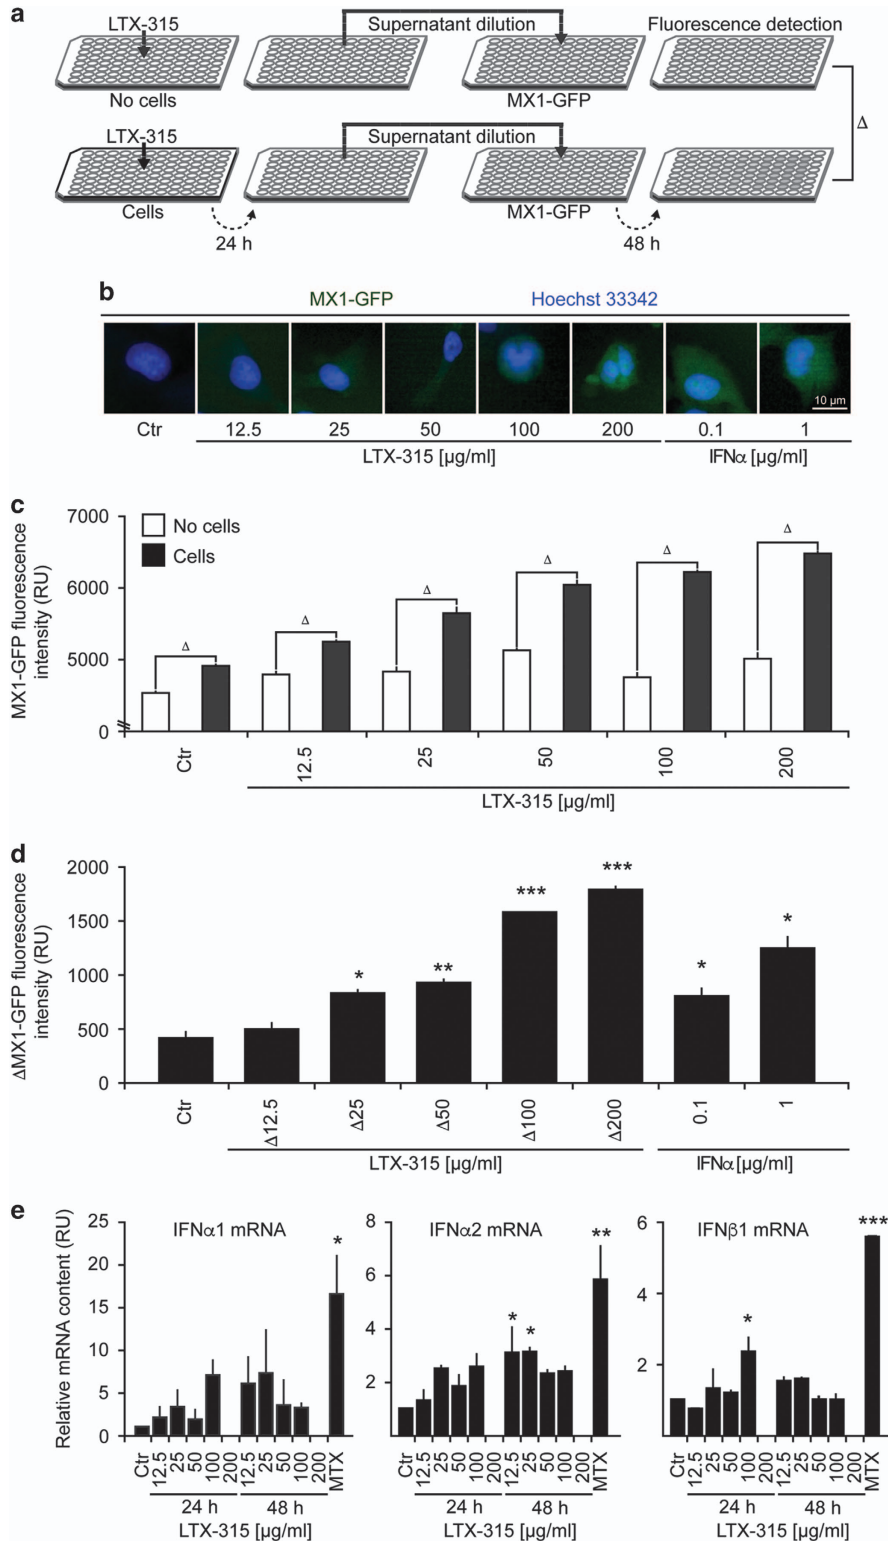 a
LTX-315 Supernatant dilution Fluorescence detection
No cells MX1-GFP
Δ
LTX-315 Supernatant dilution
Cells MX1-GFP
24 h 48 h
b
MX1-GFP Hoechst 33342
10 µm
Ctr 12.5 25 50 100 200 0.1 1
LTX-315 [µg/ml] IFNα [µg/ml]
c
MX1-GFP fluorescence
intensity (RU)
7000
6000
5000
0
No cells
Cells
Δ Δ Δ Δ Δ Δ
Ctr 12.5 25 50 100 200
LTX-315 [µg/ml]
d
ΔMX1-GFP fluorescence
intensity (RU)
2000
1500
1000
500
0
* ** *** *** * *
Ctr Δ12.5 Δ25 Δ50 Δ100 Δ200 0.1 1
LTX-315 [µg/ml] IFNα [µg/ml]
e
Relative mRNA content (RU)
IFNα1 mRNA
25
20
15
10
5
0
*
Ctr 12.5 25 50 100 200 12.5 25 50 100 200 MTX
24 h 48 h
LTX-315 [µg/ml]
IFNα2 mRNA
8
6
4
2
* * **
Ctr 12.5 25 50 100 200 12.5 25 50 100 200 MTX
24 h 48 h
LTX-315 [µg/ml]
IFNβ1 mRNA
6
4
2
* ***
Ctr 12.5 25 50 100 200 12.5 25 50 100 200 MTX
24 h 48 h
LTX-315 [µg/ml]